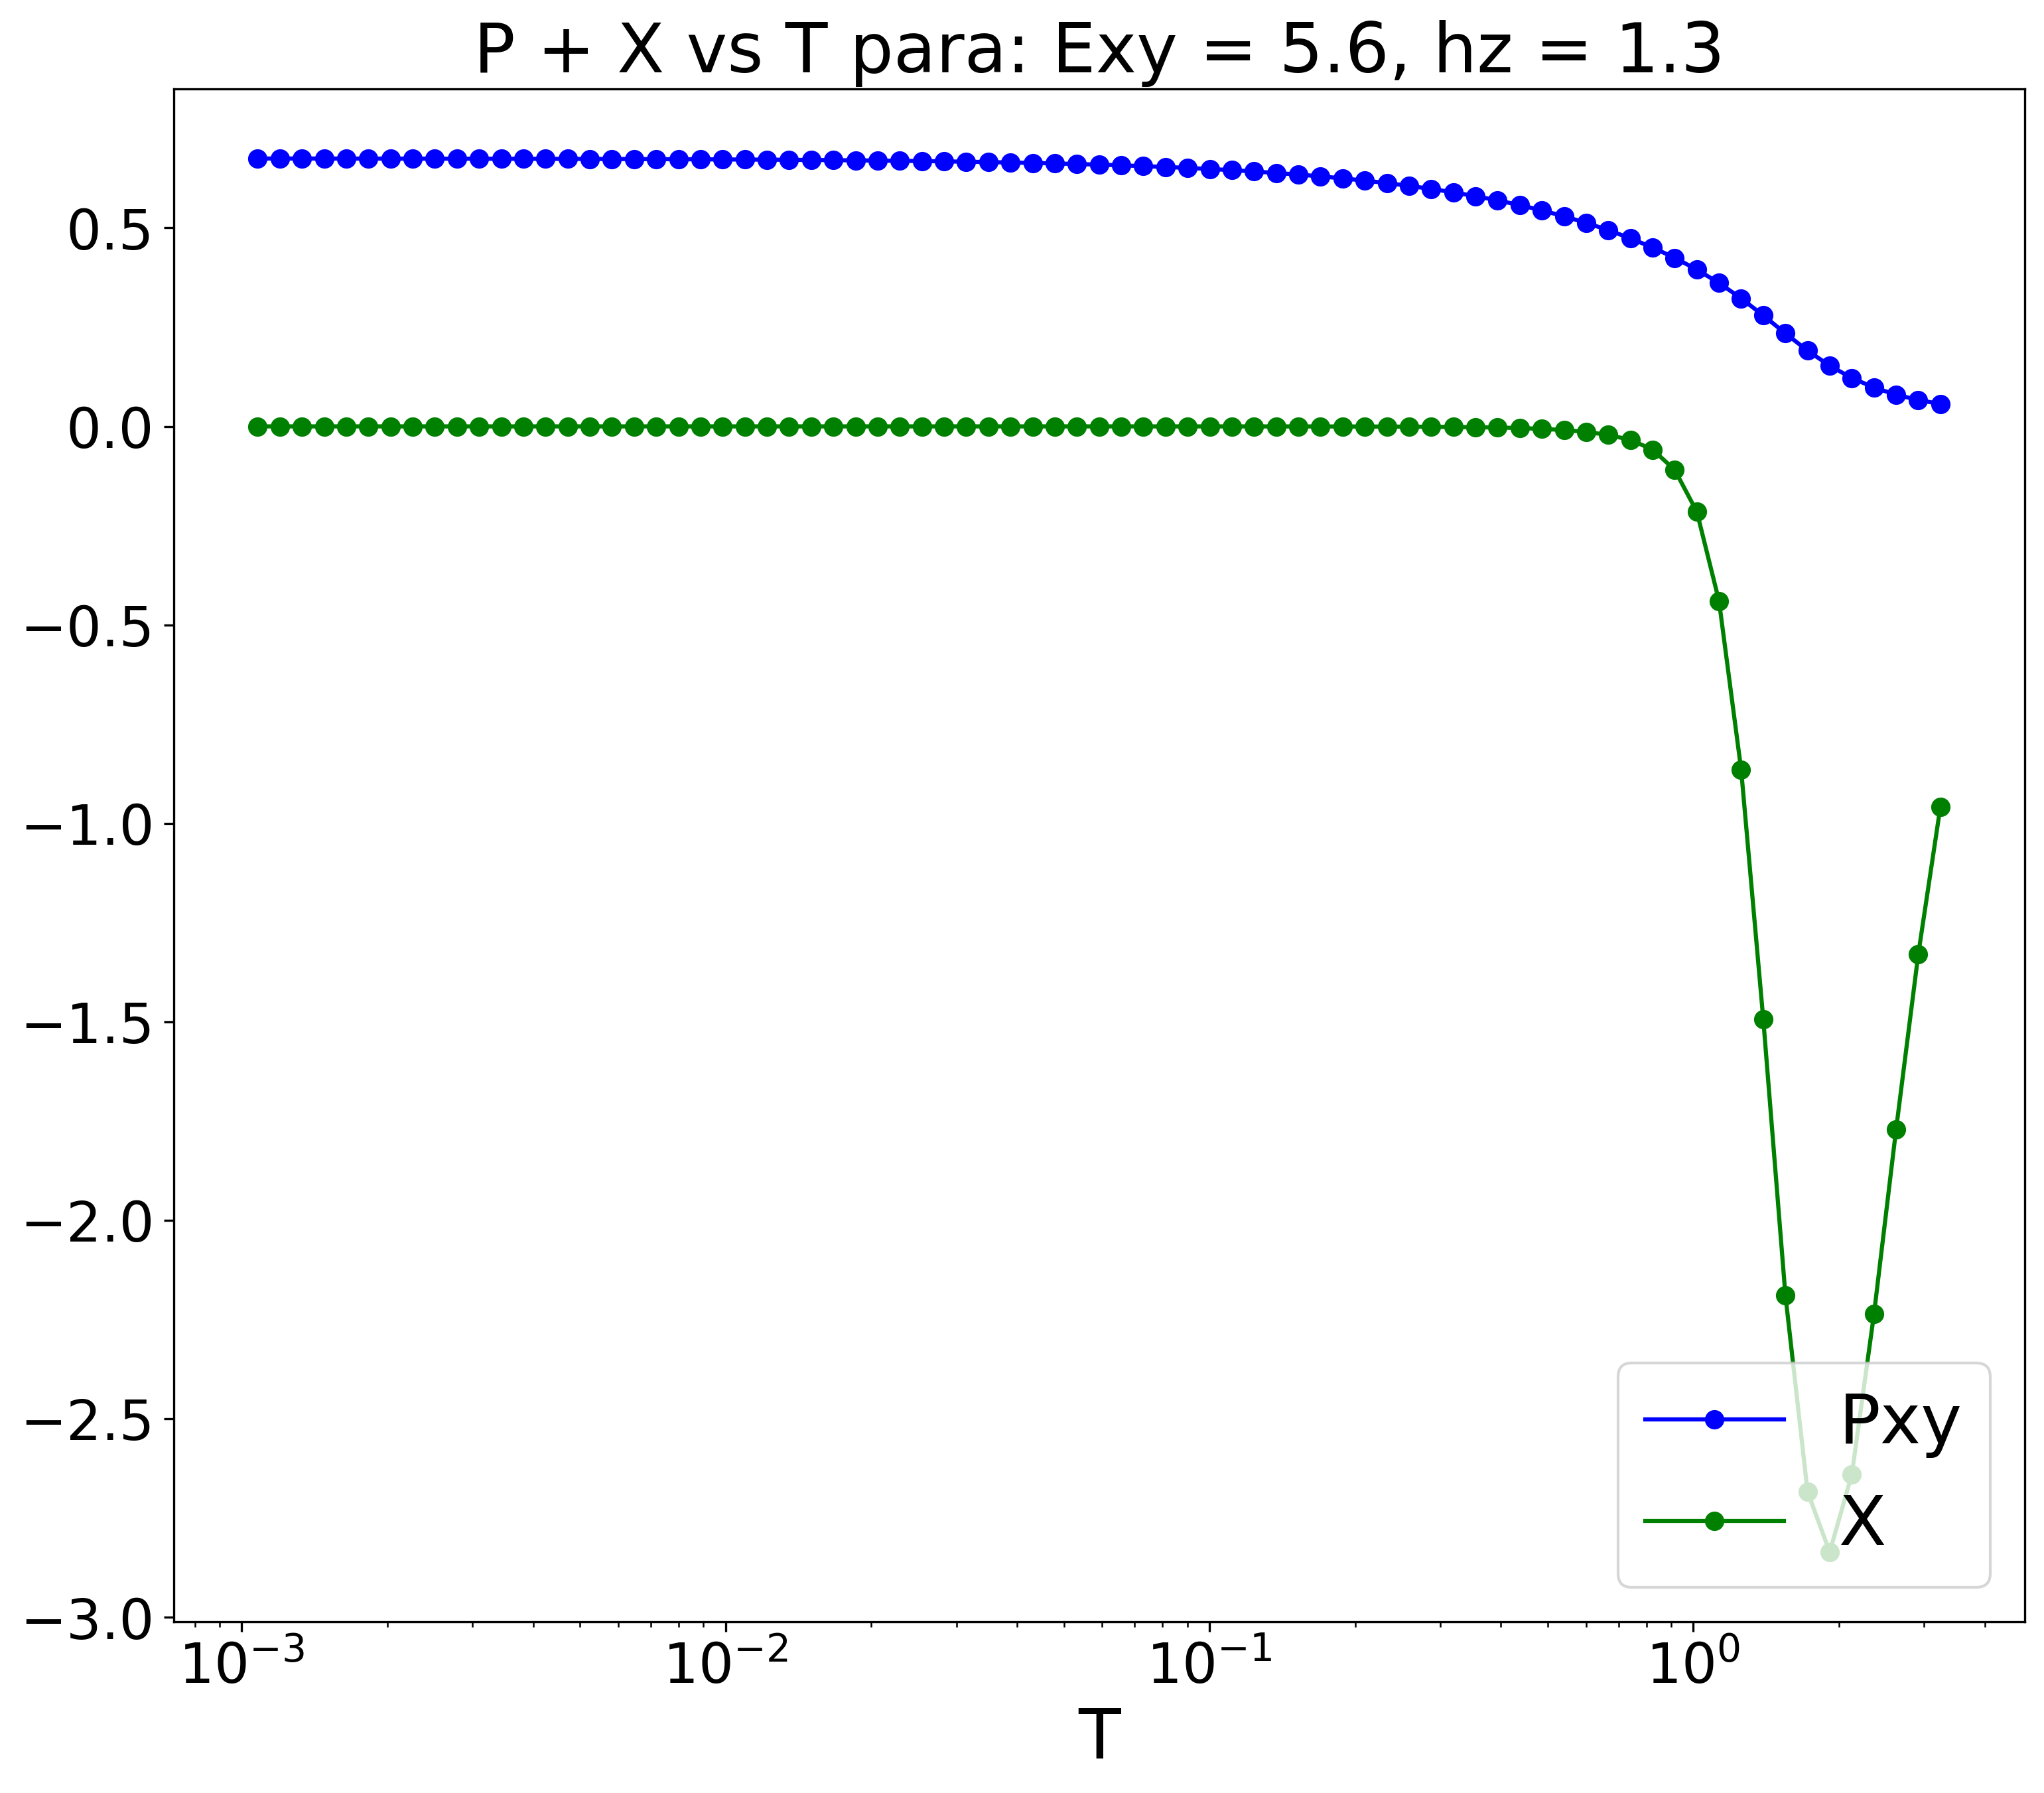 P + X vs T para: Exy = 5.6, hz = 1.3
0.5
0.0
−0.5
−1.0
−1.5
−2.0
−2.5
−3.0
Pxy
X
10⁻³ 10⁻² 10⁻¹ 10⁰
T